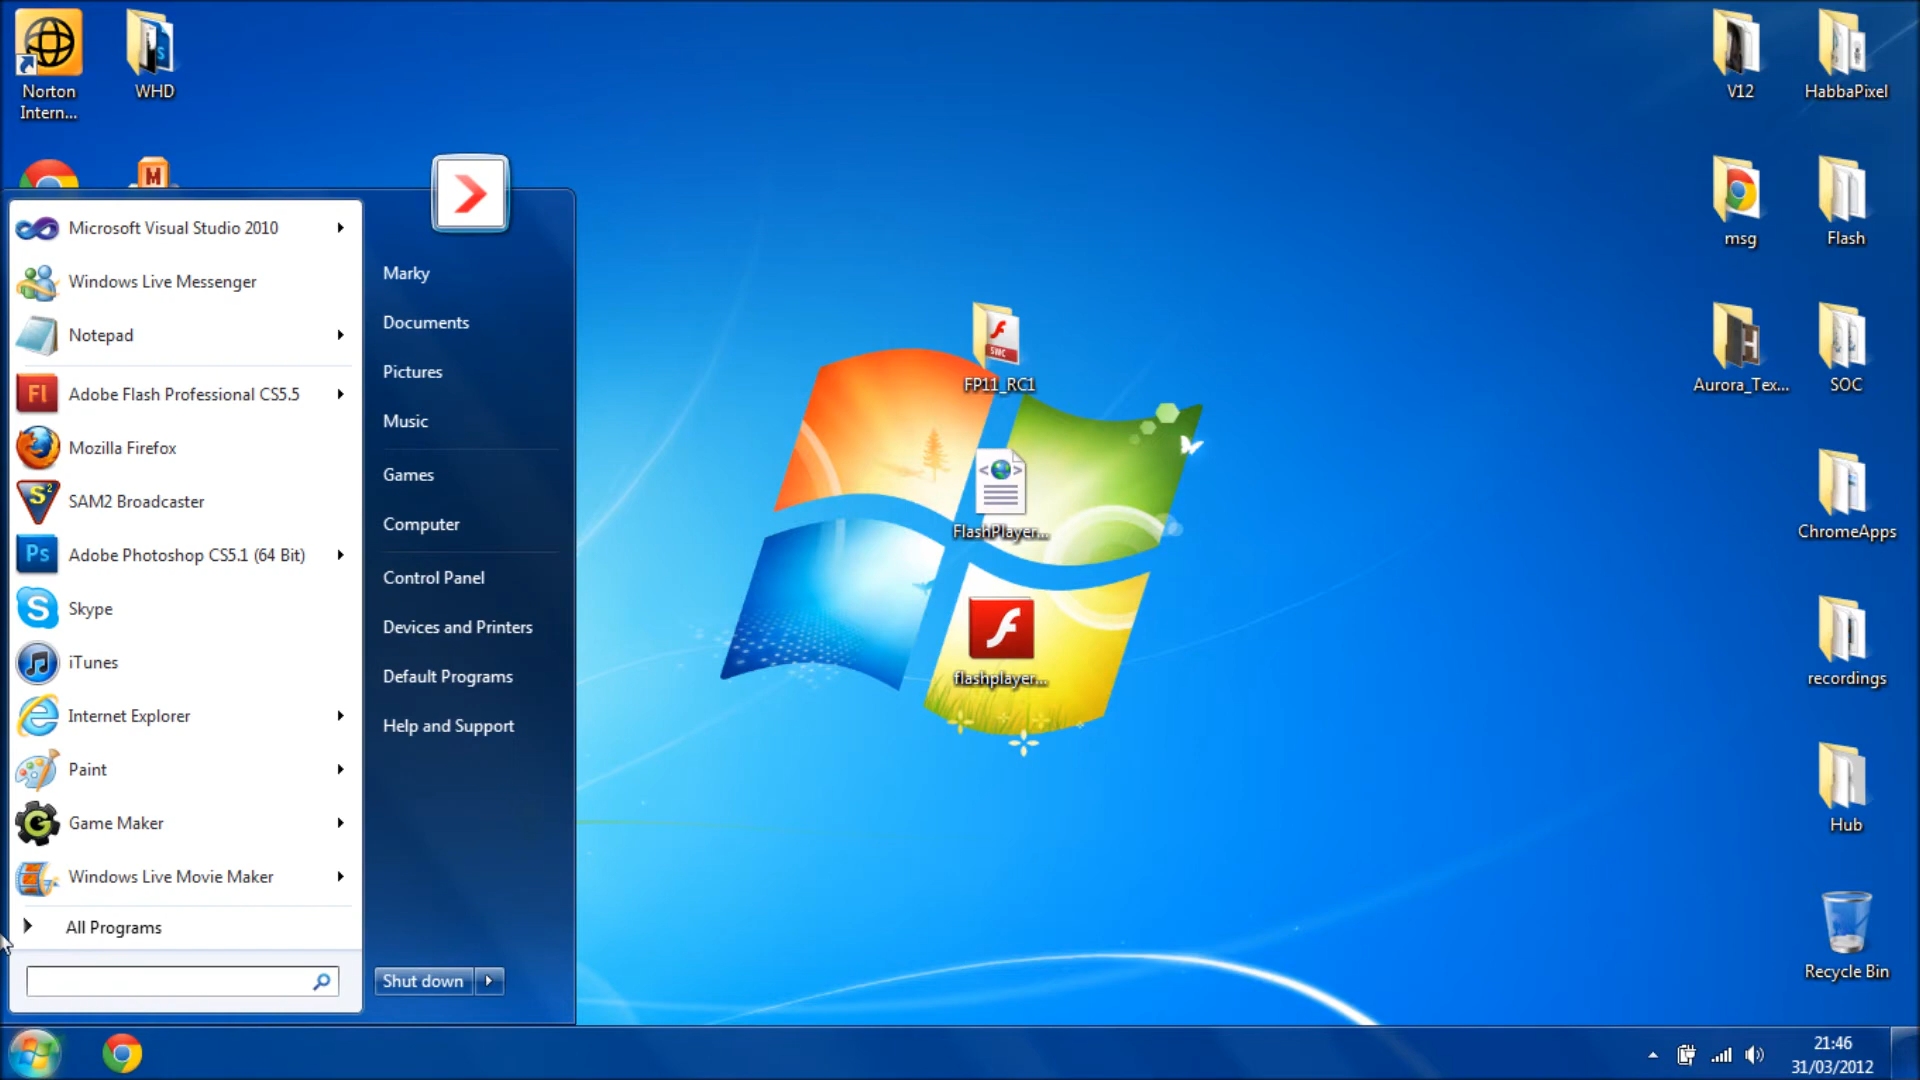 Norton
Intern...
WHD
V12
HabbaPixel
M
msg
Flash
Microsoft Visual Studio 2010
Windows Live Messenger
Notepad
Fl
Adobe Flash Professional CS5.5
Mozilla Firefox
SAM2 Broadcaster
Ps
Adobe Photoshop CS5.1 (64 Bit)
Skype
iTunes
Internet Explorer
Paint
Game Maker
Windows Live Movie Maker
All Programs
Marky
Documents
Pictures
Music
Games
Computer
Control Panel
Devices and Printers
Default Programs
Help and Support
Shut down
SWC
FP11_RC1
FlashPlayer...
flashplayer...
Aurora_Tex...
SOC
ChromeApps
recordings
Hub
Recycle Bin
21:46
31/03/2012